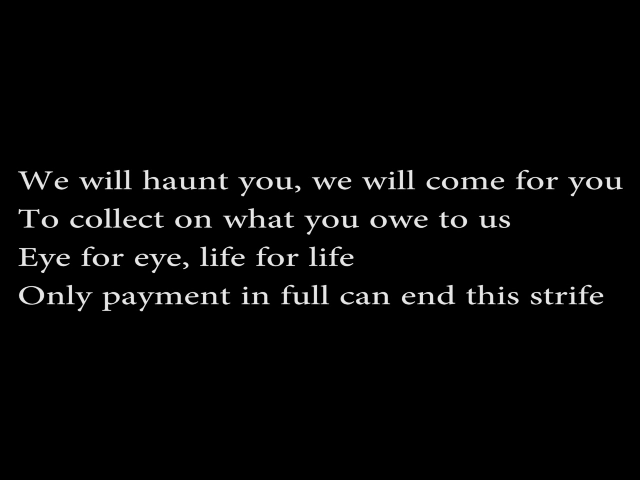 We will haunt you, we will come for you
To collect on what you owe to us
Eye for eye, life for life
Only payment in full can end this strife